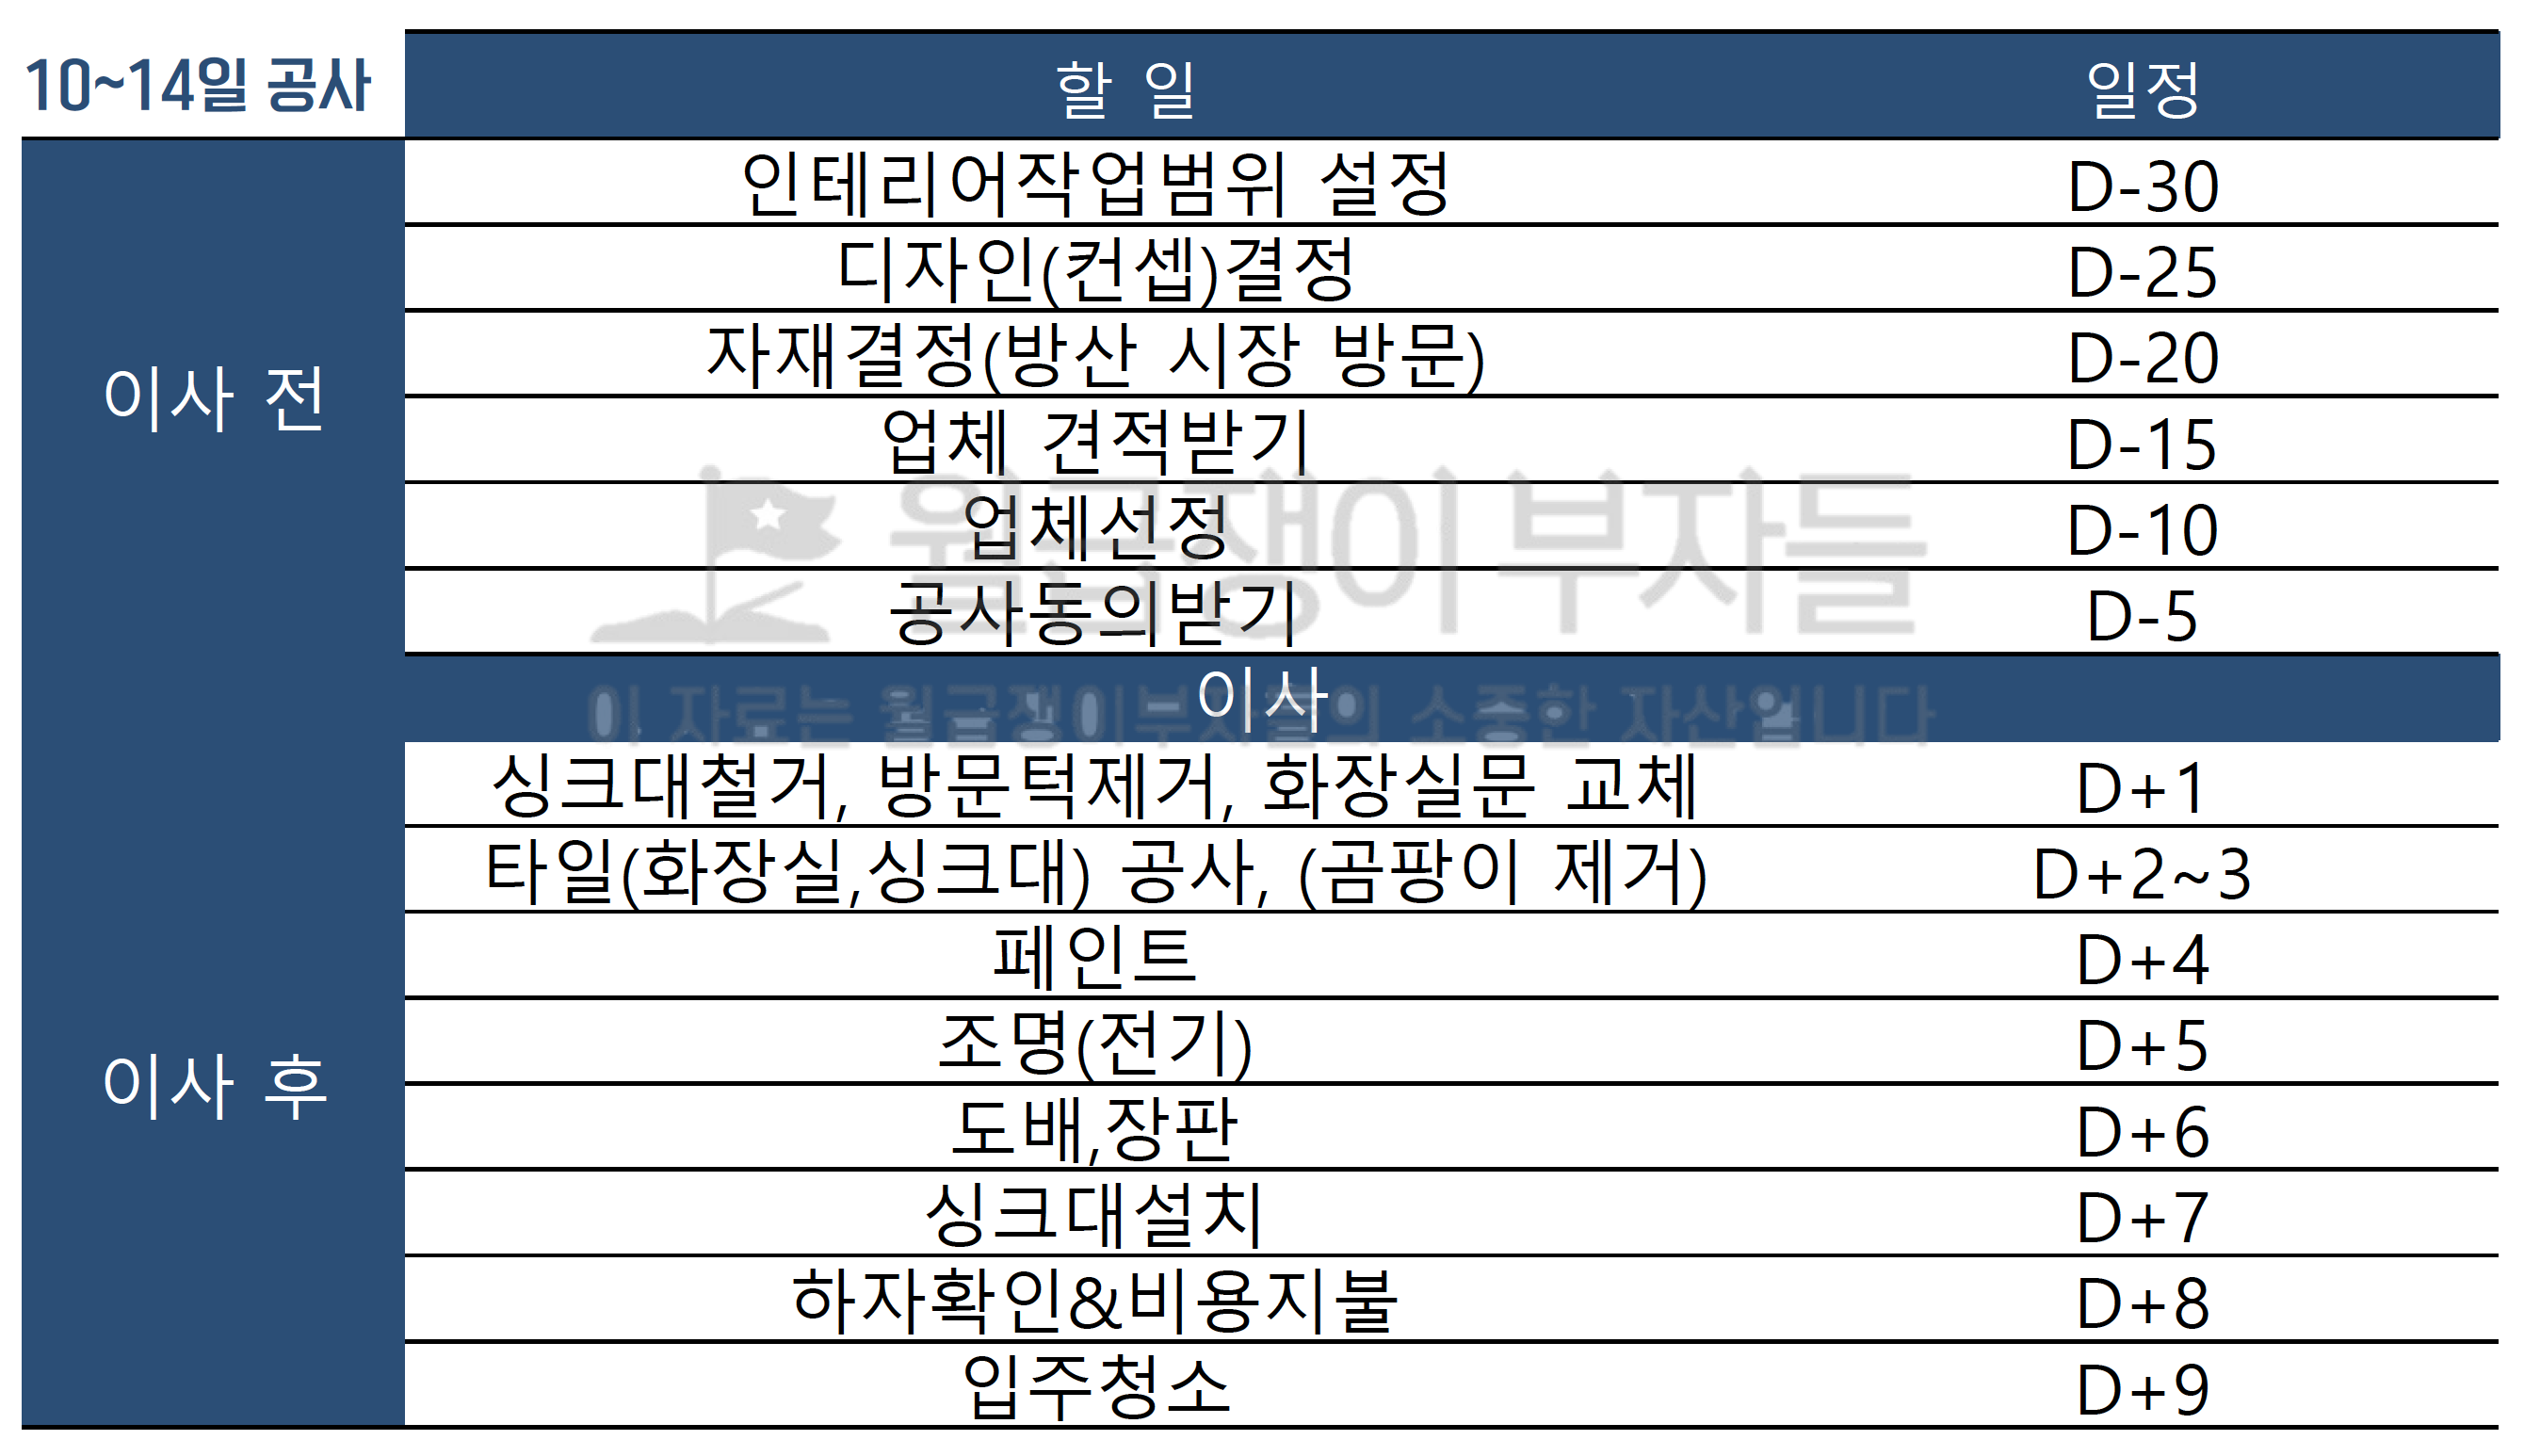 10~14일 공사 할 일 일정
이사 전
인테리어작업범위 설정 D-30
디자인(컨셉)결정 D-25
자재결정(방산 시장 방문) D-20
업체 견적받기 D-15
업체선정 D-10
공사동의받기 D-5
월급쟁이부자들
이사
이 자료는 월급쟁이부자들의 소중한 자산입니다
이사 후
싱크대철거, 방문턱제거, 화장실문 교체 D+1
타일(화장실,싱크대) 공사, (곰팡이 제거) D+2~3
페인트 D+4
조명(전기) D+5
도배,장판 D+6
싱크대설치 D+7
하자확인&비용지불 D+8
입주청소 D+9